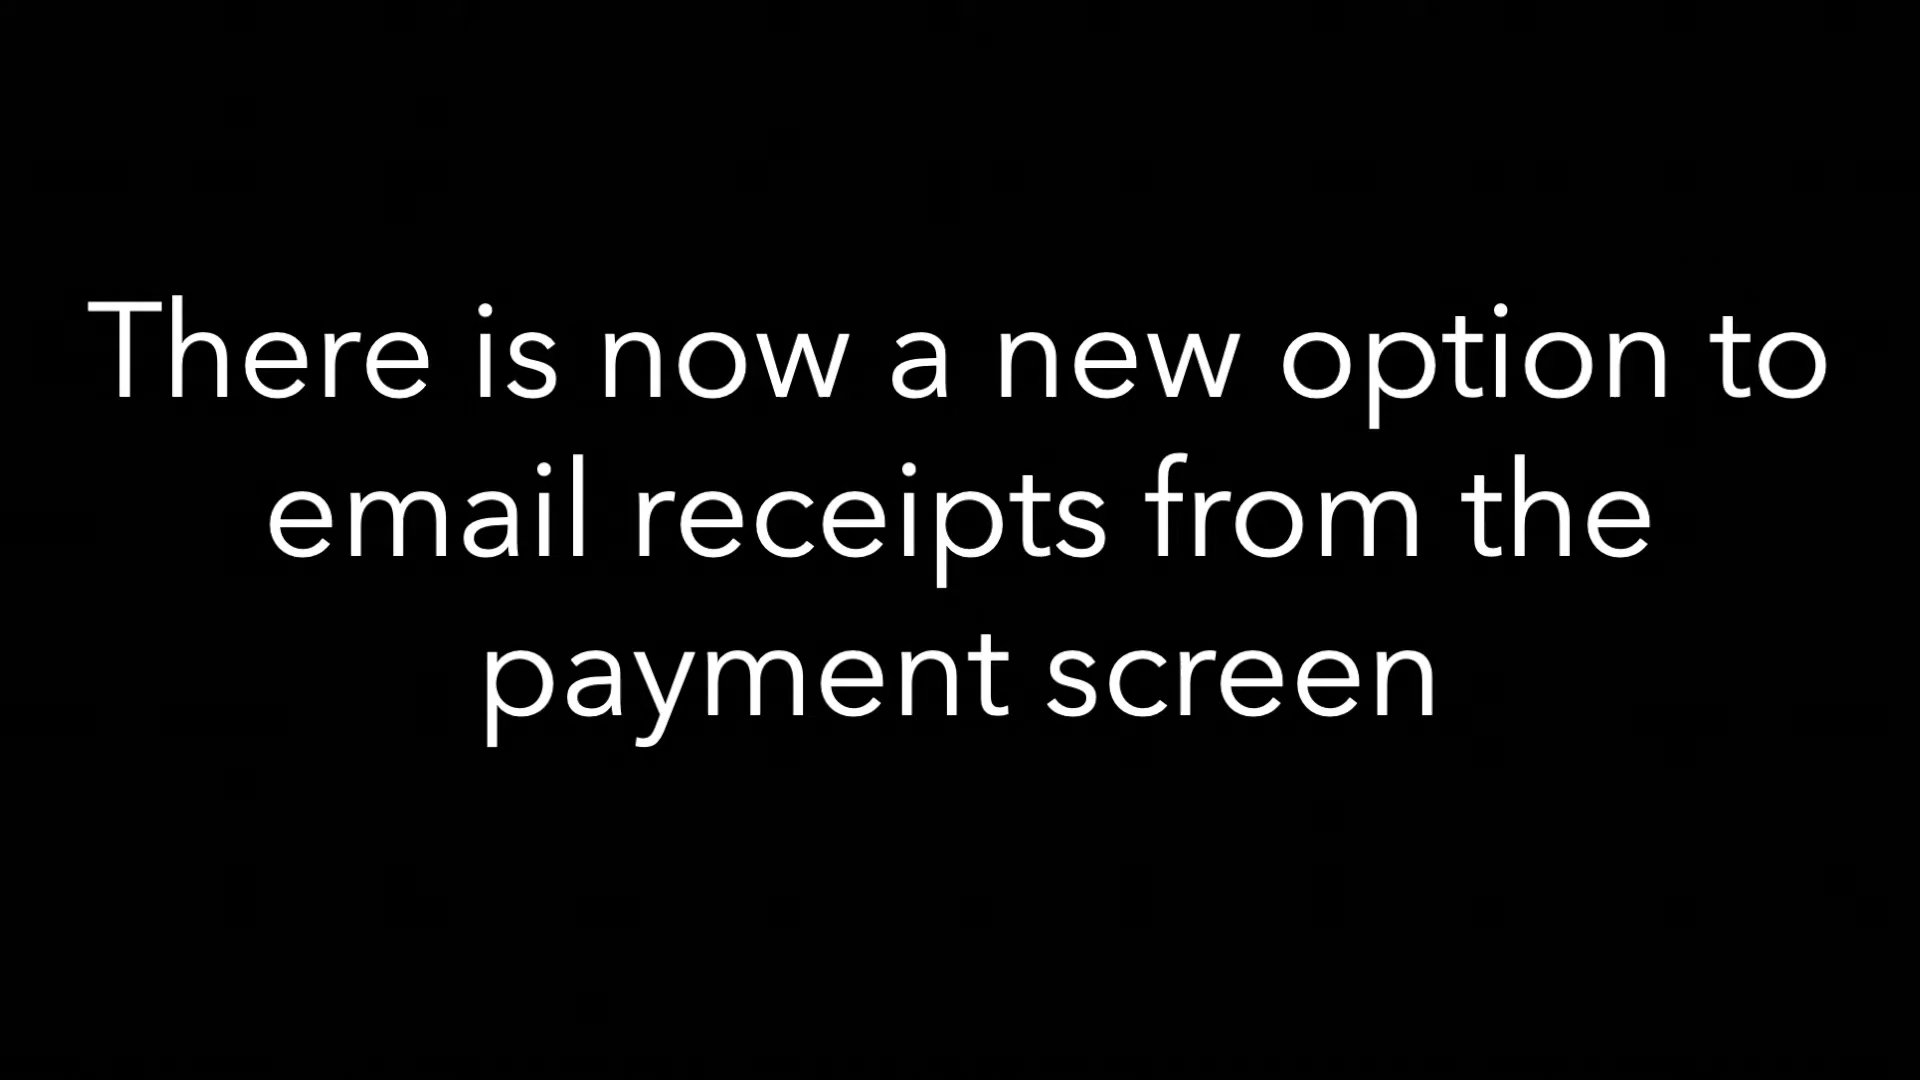 There is now a new option to
email receipts from the
payment screen